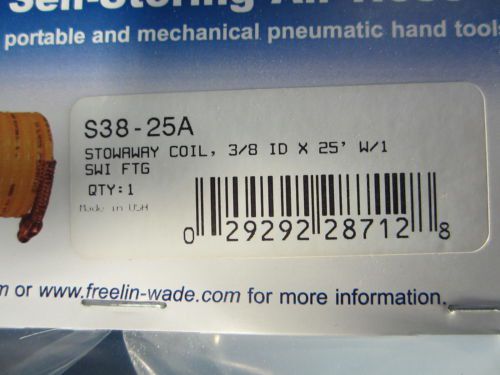 Self-Storing Air Hose
portable and mechanical pneumatic hand tools
S38-25A
STOWAWAY COIL, 3/8 ID X 25' W/1
SWI FTG
QTY:1
Made in USA
0 29292 28712 8
or www.freelin-wade.com for more information.